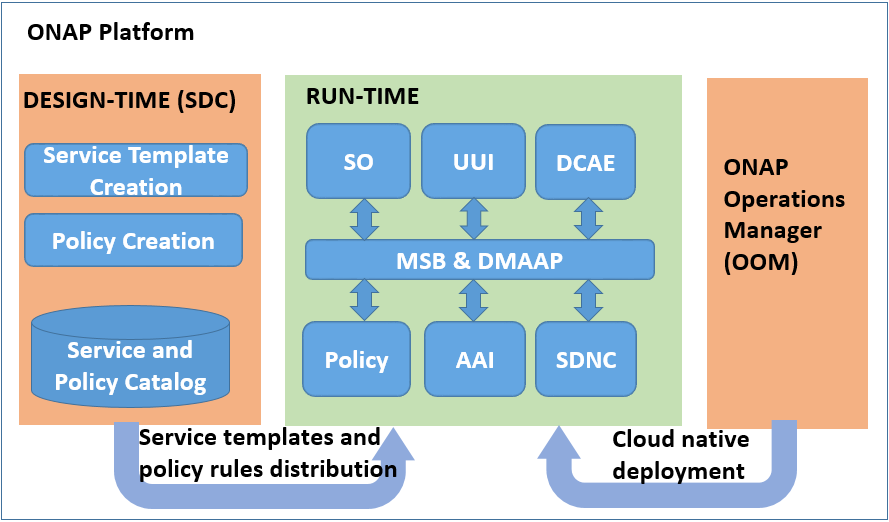 ONAP Platform
DESIGN-TIME (SDC)
Service Template
Creation
Policy Creation
Service and
Policy Catalog
RUN-TIME
SO
UUI
DCAE
MSB & DMAAP
Policy
AAI
SDNC
ONAP
Operations
Manager
(OOM)
Service templates and
policy rules distribution
Cloud native
deployment